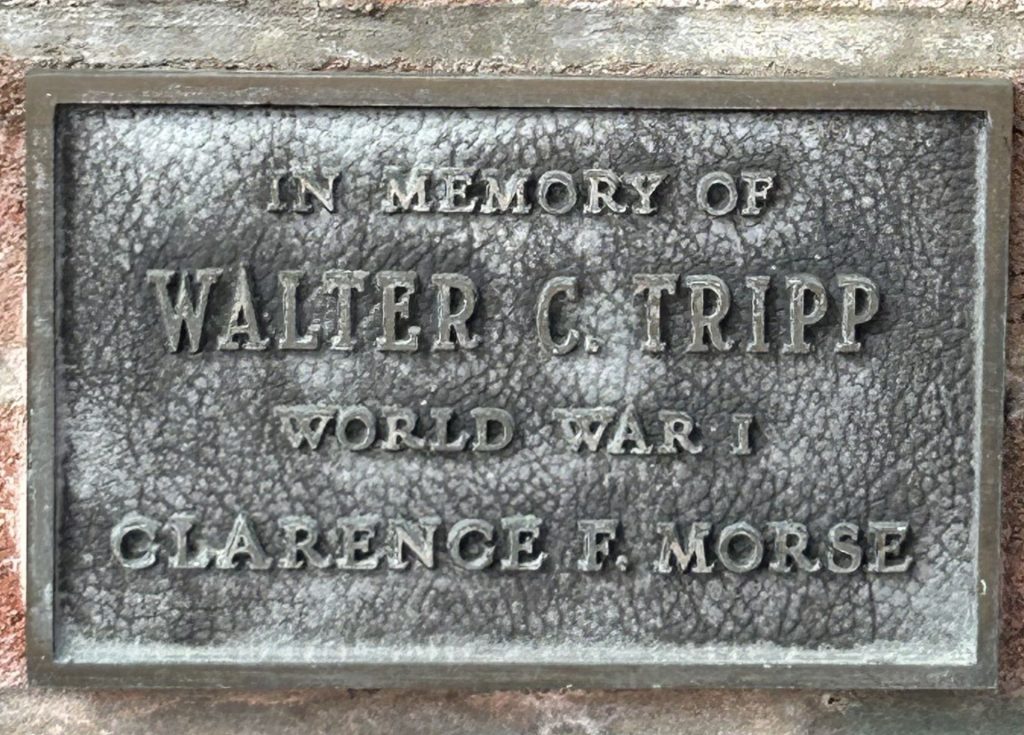 IN MEMORY OF
WALTER C. TRIPP
WORLD WAR I
CLARENCE F. MORSE